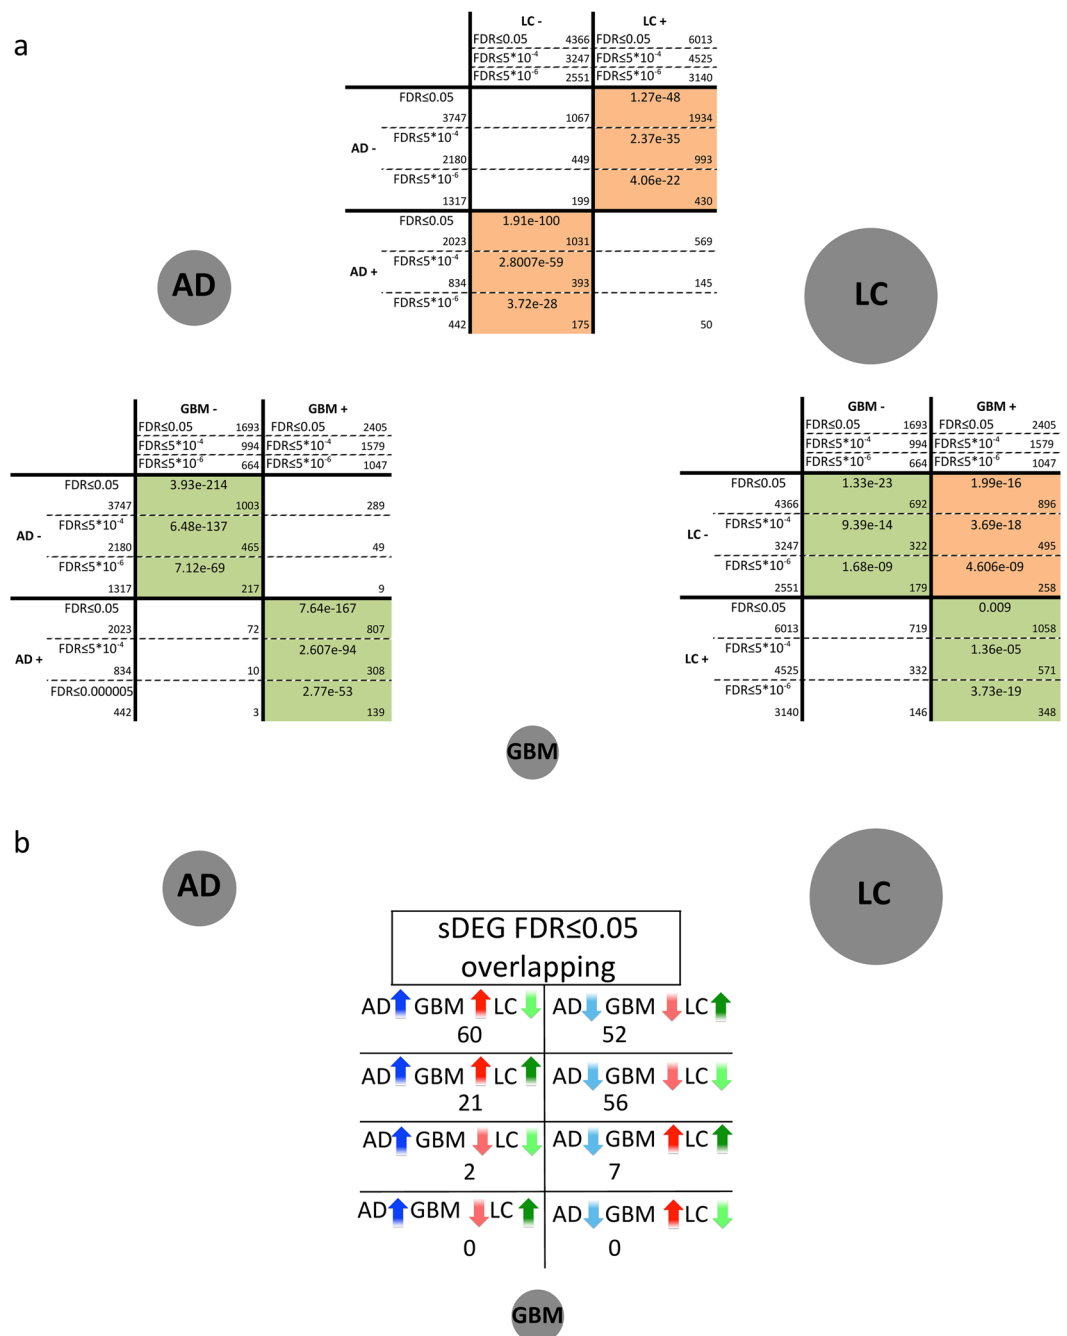 a
LC - LC +
FDR≤0.05 4366 FDR≤0.05 6013
FDR≤5*10⁻⁴ 3247 FDR≤5*10⁻⁴ 4525
FDR≤5*10⁻⁶ 2551 FDR≤5*10⁻⁶ 3140
FDR≤0.05 1.27e-48
3747 1067 1934
FDR≤5*10⁻⁴ 2.37e-35
AD -
2180 449 993
FDR≤5*10⁻⁶ 4.06e-22
1317 199 430
FDR≤0.05 1.91e-100
2023 1031 569
FDR≤5*10⁻⁴ 2.8007e-59
AD +
834 393 145
FDR≤5*10⁻⁶ 3.72e-28
442 175 50
AD
LC
GBM - GBM +
FDR≤0.05 1693 FDR≤0.05 2405
FDR≤5*10⁻⁴ 994 FDR≤5*10⁻⁴ 1579
FDR≤5*10⁻⁶ 664 FDR≤5*10⁻⁶ 1047
FDR≤0.05 3.93e-214
3747 1003 289
FDR≤5*10⁻⁴ 6.48e-137
AD -
2180 465 49
FDR≤5*10⁻⁶ 7.12e-69
1317 217 9
FDR≤0.05 7.64e-167
2023 72 807
FDR≤5*10⁻⁴ 2.607e-94
AD +
834 10 308
FDR≤0.000005 2.77e-53
442 3 139
GBM - GBM +
FDR≤0.05 1693 FDR≤0.05 2405
FDR≤5*10⁻⁴ 994 FDR≤5*10⁻⁴ 1579
FDR≤5*10⁻⁶ 664 FDR≤5*10⁻⁶ 1047
FDR≤0.05 1.33e-23 1.99e-16
4366 692 896
FDR≤5*10⁻⁴ 9.39e-14 3.69e-18
LC -
3247 322 495
FDR≤5*10⁻⁶ 1.68e-09 4.606e-09
2551 179 258
FDR≤0.05 0.009
6013 719 1058
FDR≤5*10⁻⁴ 1.36e-05
LC +
4525 332 571
FDR≤5*10⁻⁶ 3.73e-19
3140 146 348
GBM
b
AD
LC
sDEG FDR≤0.05
overlapping
AD GBM LC AD GBM LC
60 52
AD GBM LC AD GBM LC
21 56
AD GBM LC AD GBM LC
2 7
AD GBM LC AD GBM LC
0 0
GBM